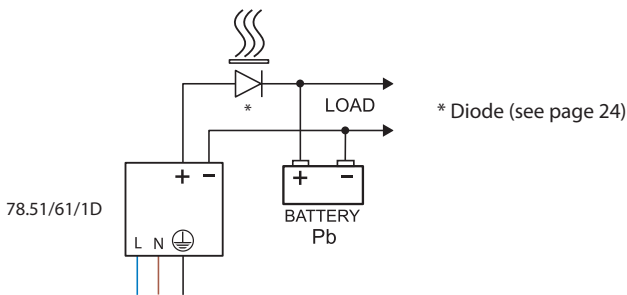 *
LOAD
* Diode (see page 24)
+ −
+ −
78.51/61/1D
BATTERY
Pb
L N